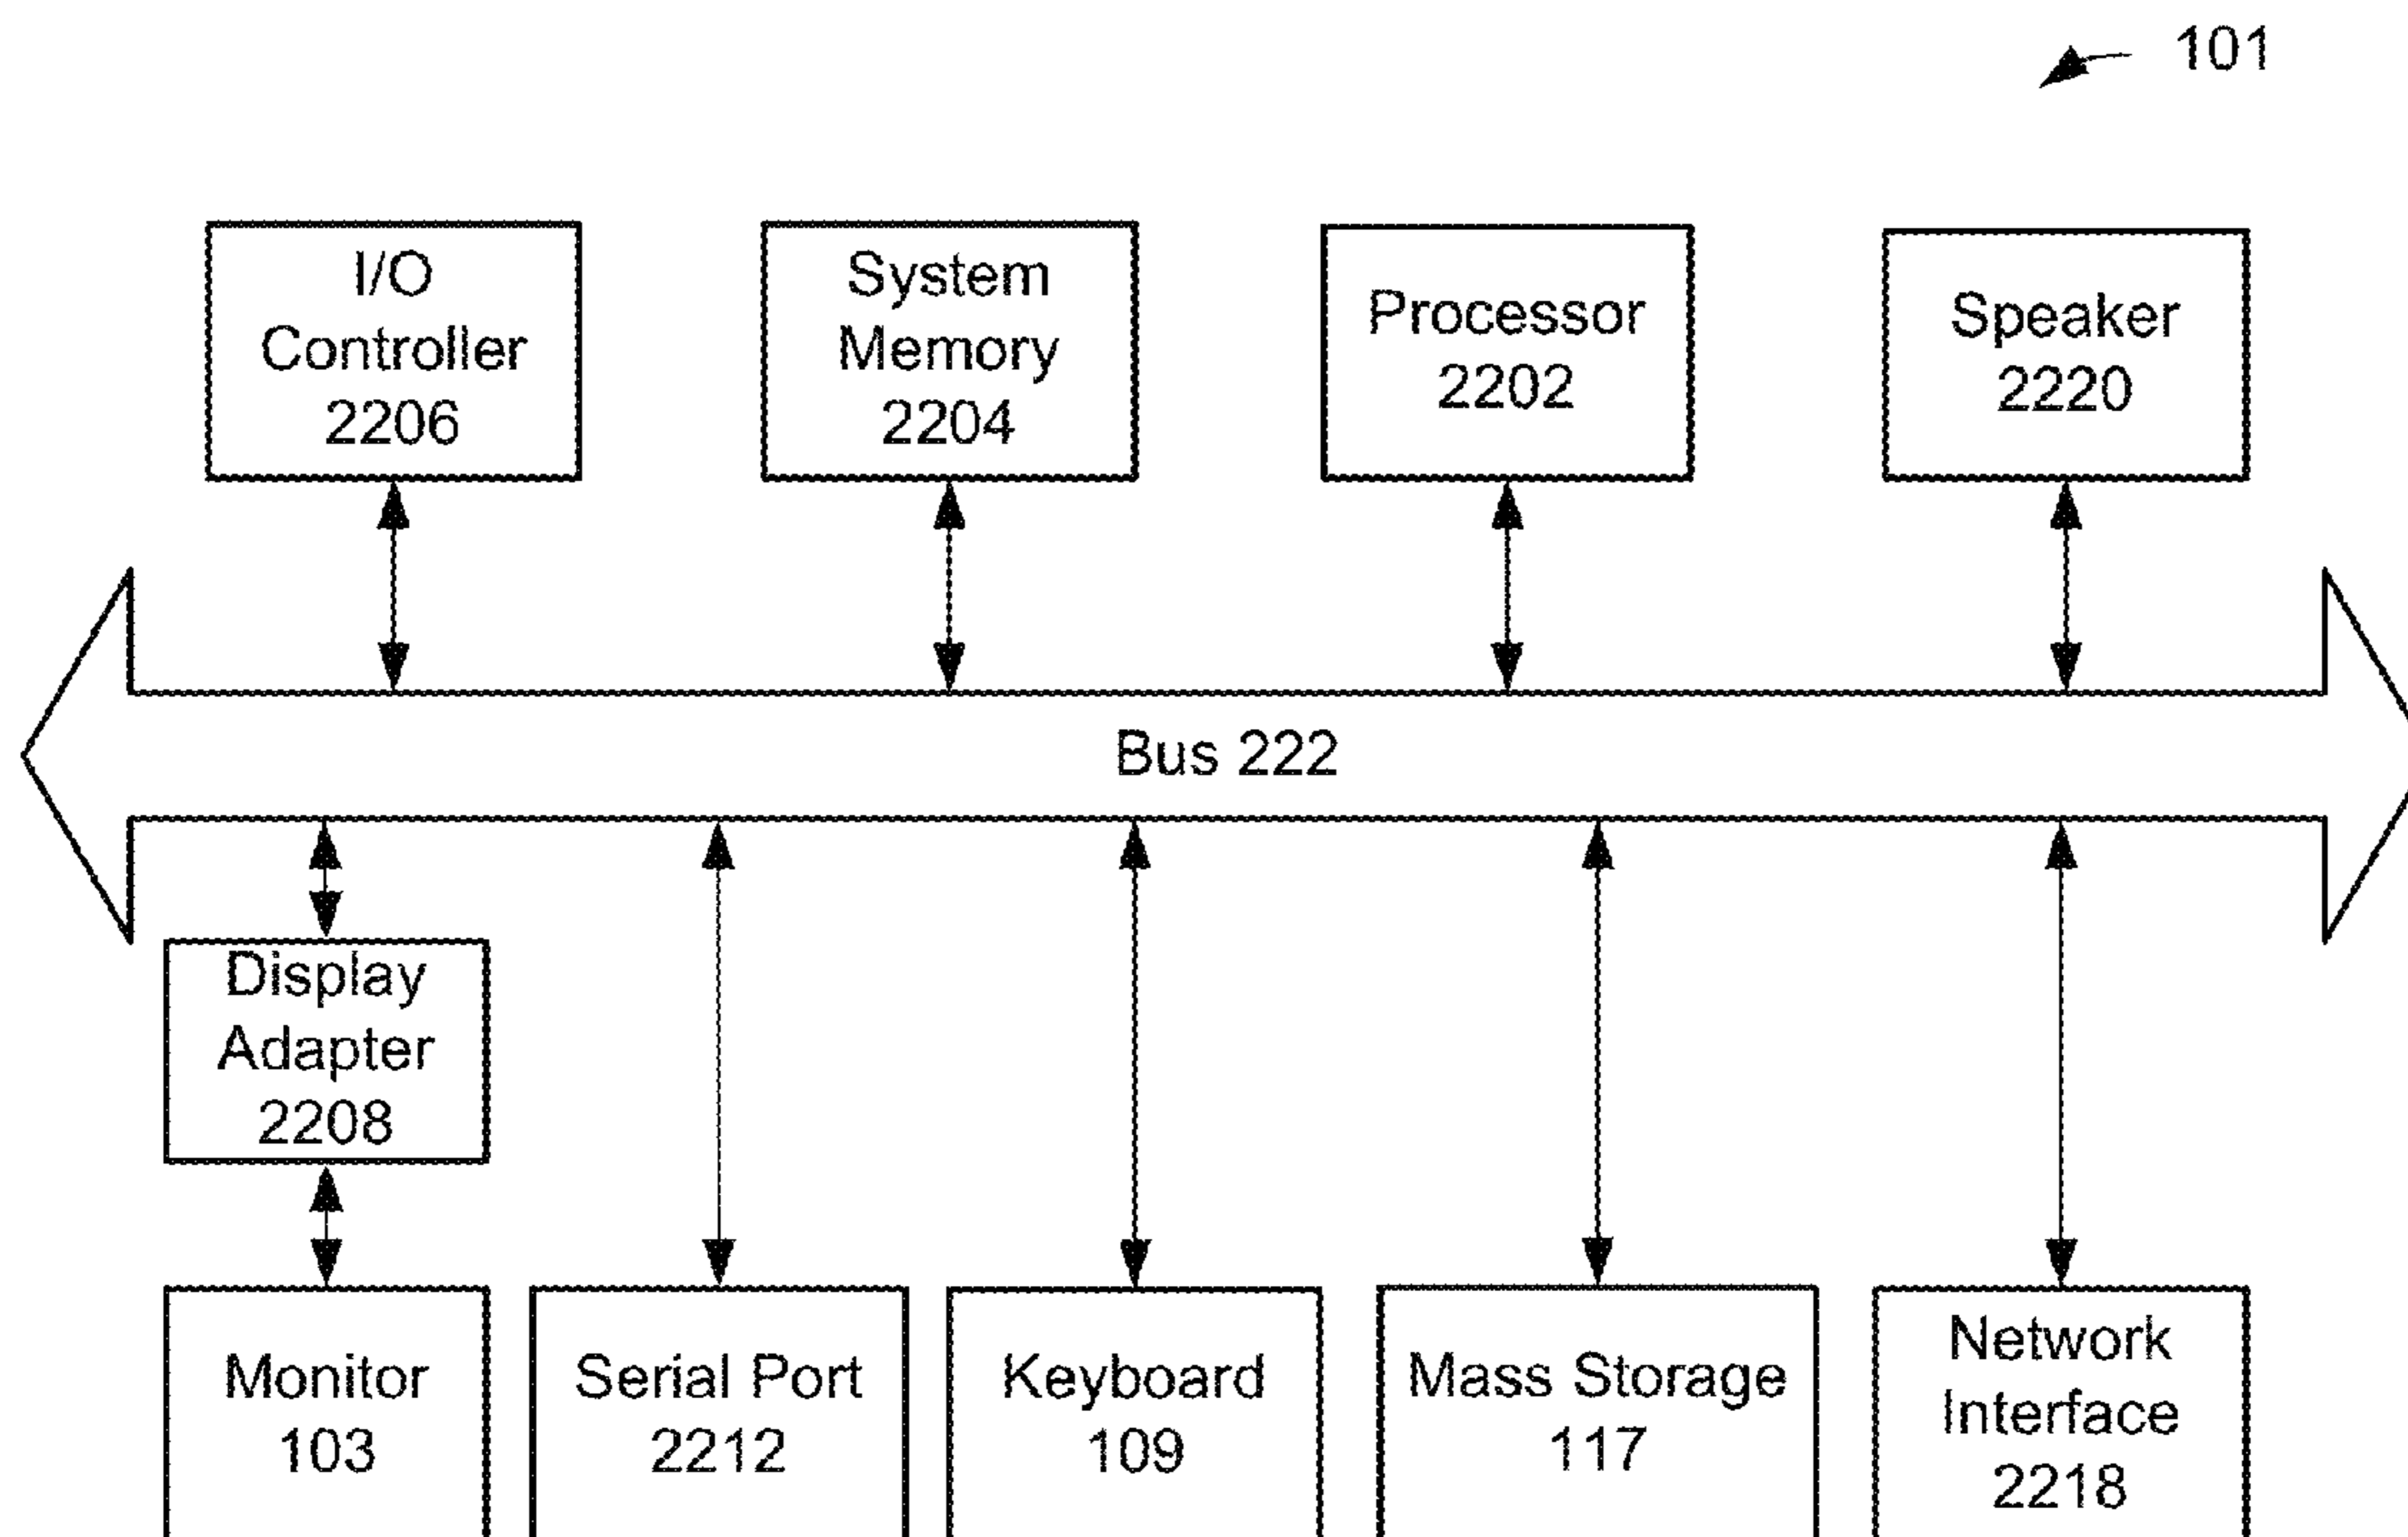 101
I/O
Controller
2206
System
Memory
2204
Processor
2202
Speaker
2220
Bus 222
Display
Adapter
2208
Monitor
103
Serial Port
2212
Keyboard
109
Mass Storage
117
Network
Interface
2218